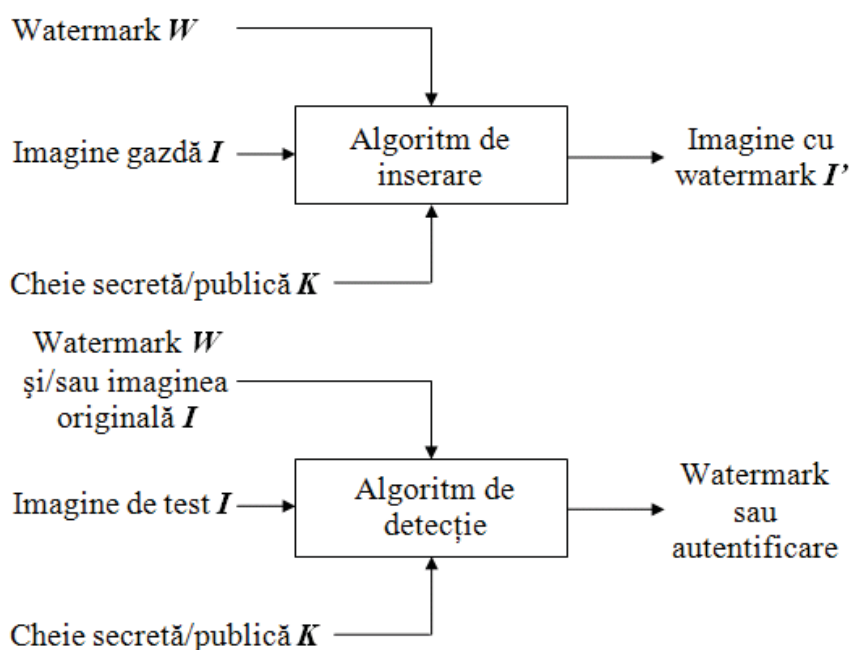 Watermark W
Imagine gazdă I
Algoritm de
inserare
Imagine cu
watermark I’
Cheie secretă/publică K
Watermark W
şi/sau imaginea
originală I
Imagine de test I
Algoritm de
detecție
Watermark
sau
autentificare
Cheie secretă/publică K